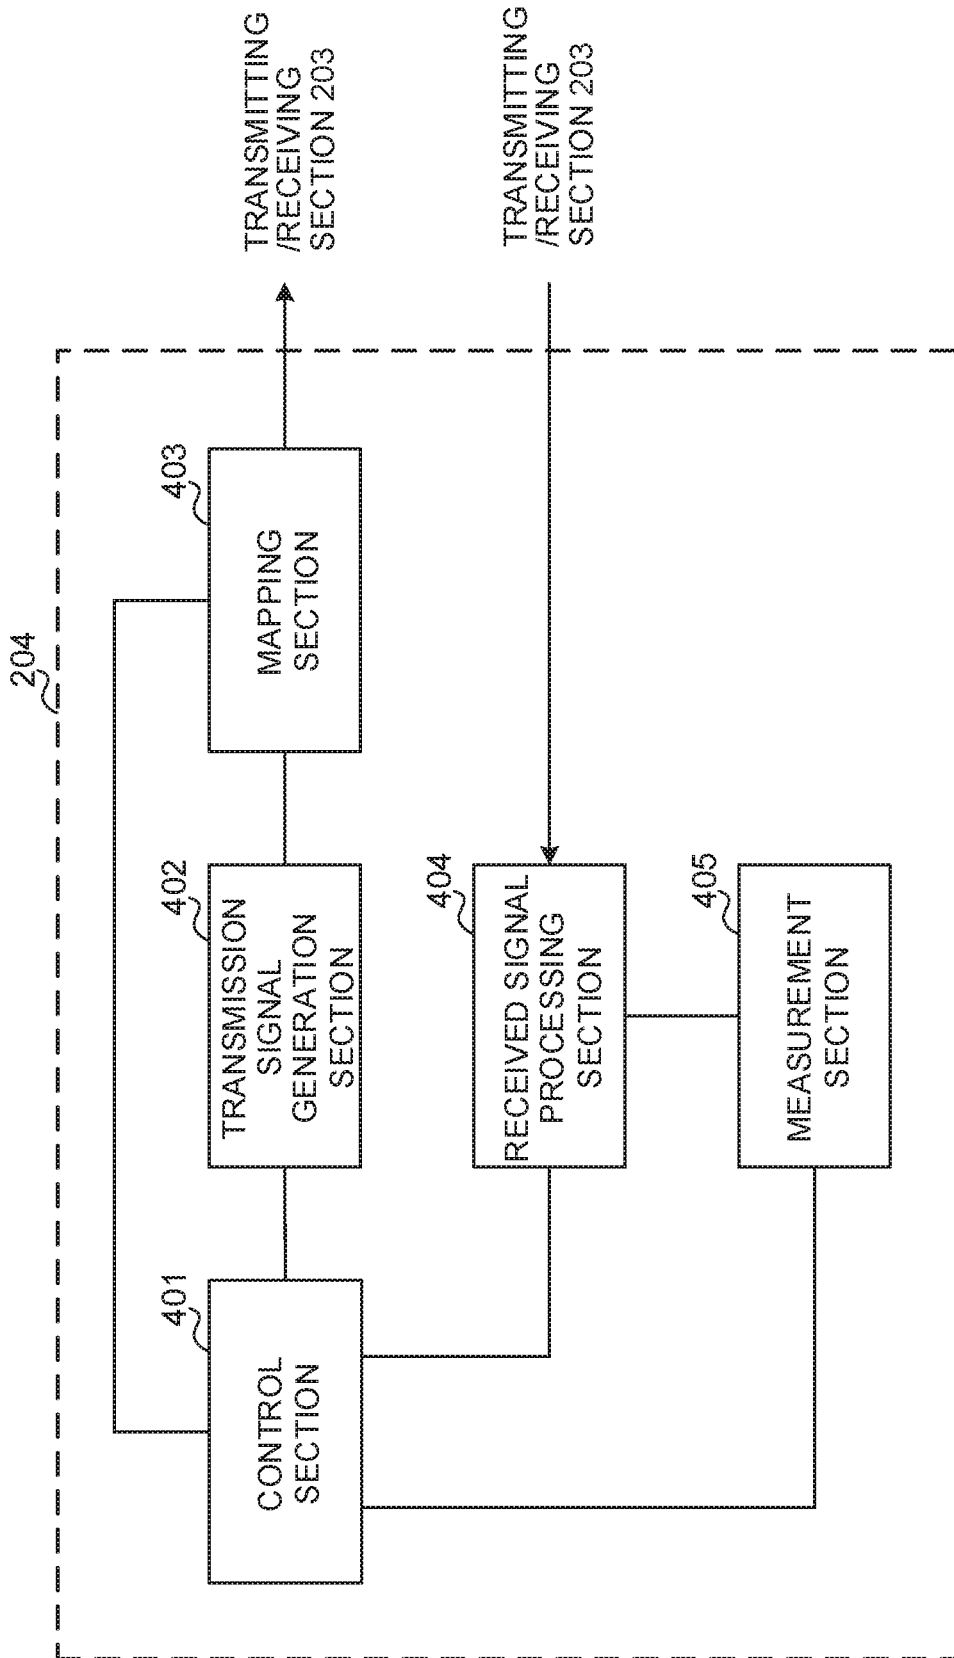 204
401
CONTROL
SECTION
402
TRANSMISSION
SIGNAL
GENERATION
SECTION
403
MAPPING
SECTION
TRANSMITTING
/RECEIVING
SECTION 203
404
RECEIVED SIGNAL
PROCESSING
SECTION
TRANSMITTING
/RECEIVING
SECTION 203
405
MEASUREMENT
SECTION